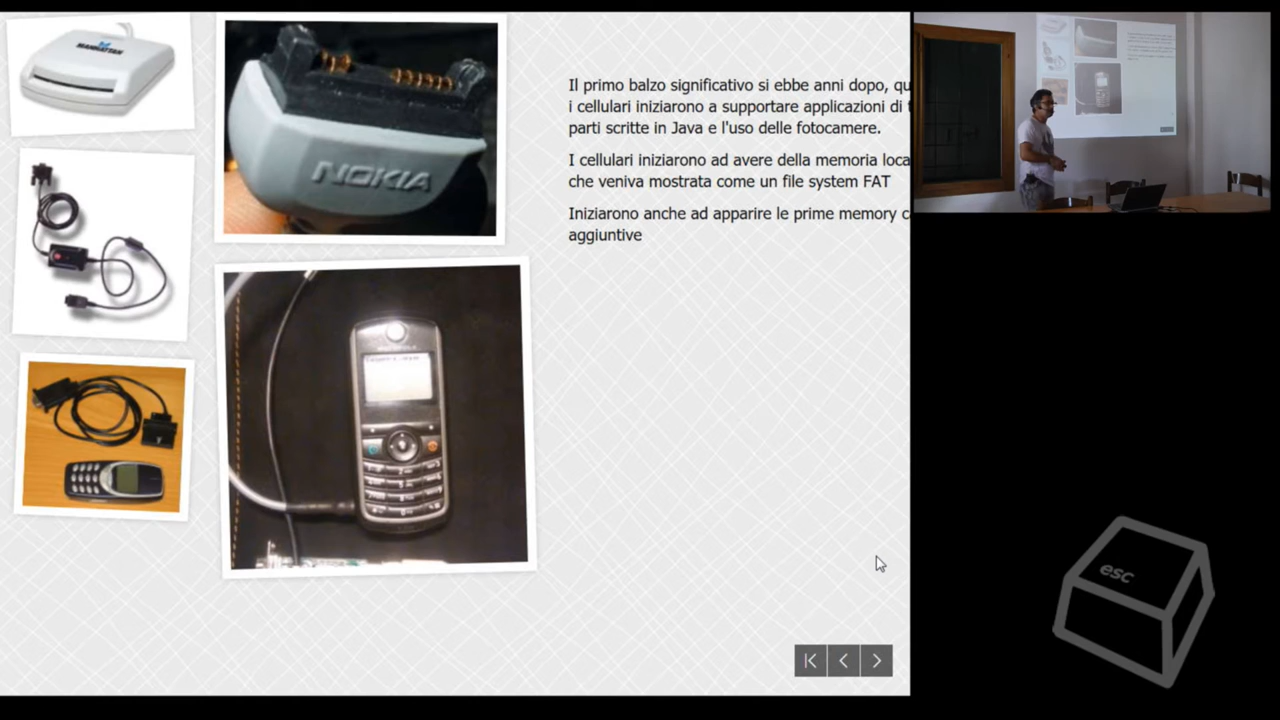 MANHATTAN
NOKIA
Il primo balzo significativo si ebbe anni dopo, qu
i cellulari iniziarono a supportare applicazioni di t
parti scritte in Java e l'uso delle fotocamere.
I cellulari iniziarono ad avere della memoria loca
che veniva mostrata come un file system FAT
Iniziarono anche ad apparire le prime memory c
aggiuntive
esc